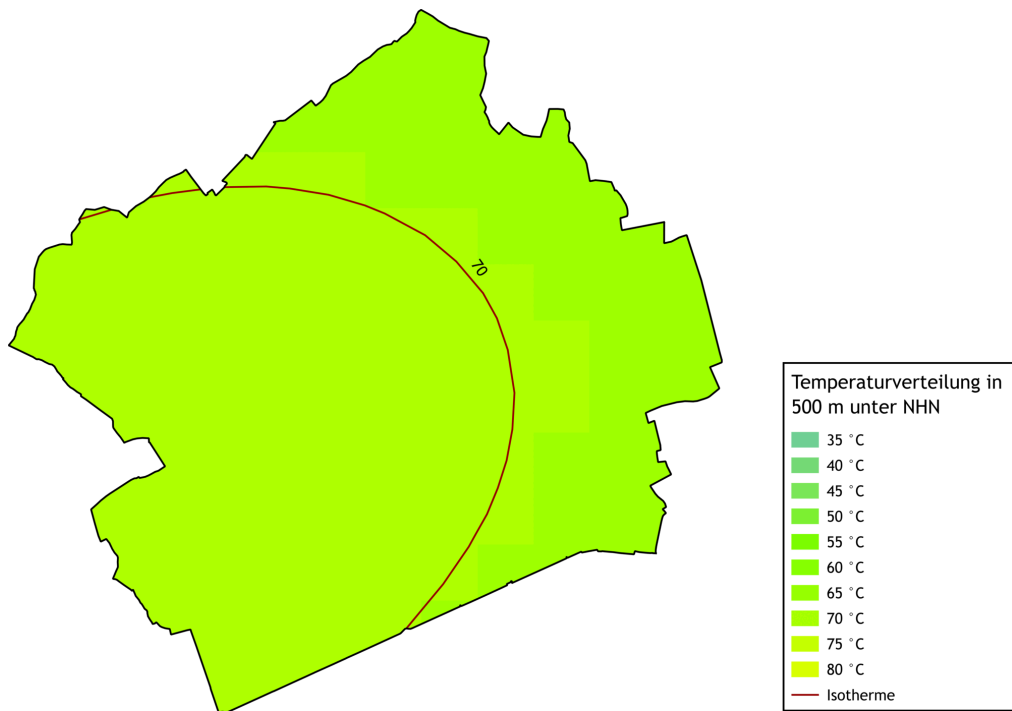 70
Temperaturverteilung in
500 m unter NHN
35 °C
40 °C
45 °C
50 °C
55 °C
60 °C
65 °C
70 °C
75 °C
80 °C
Isotherme